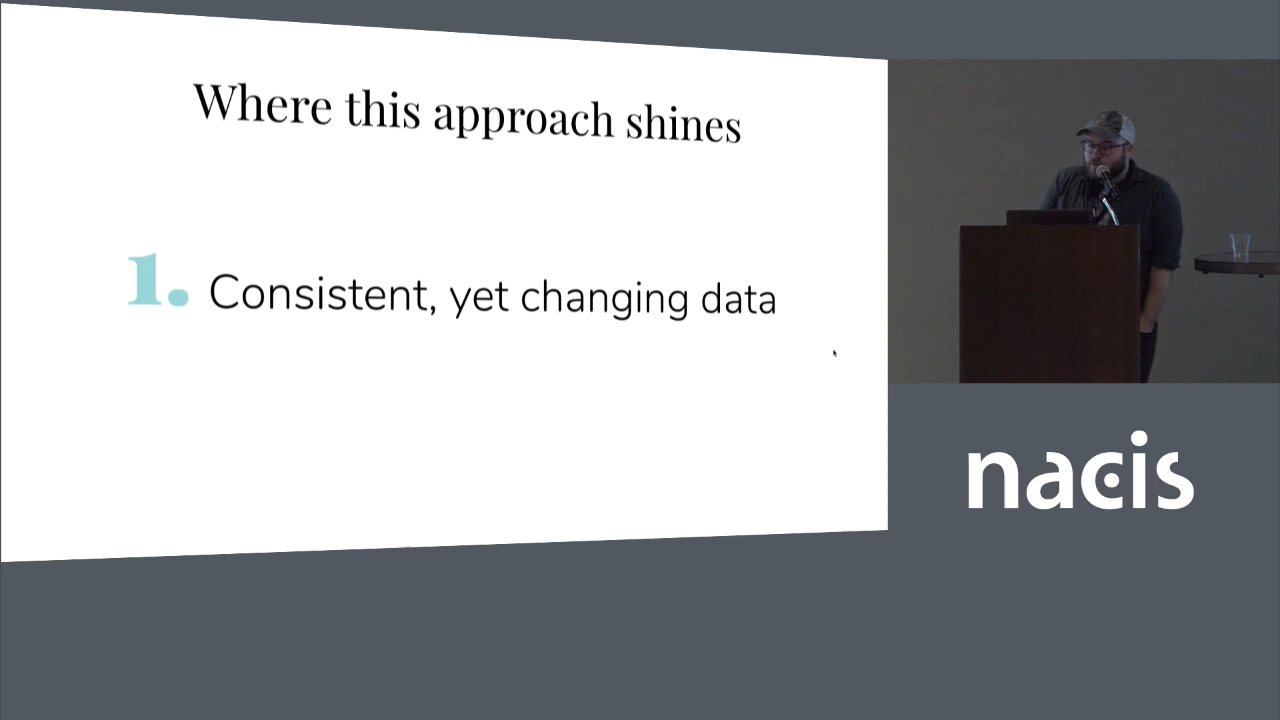 Where this approach shines
1. Consistent, yet changing data
nacis